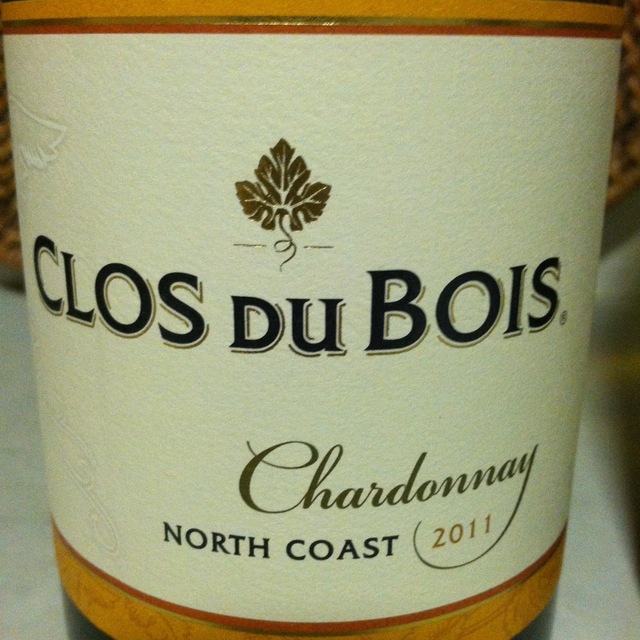 CLOS DU BOIS®
Chardonnay
NORTH COAST 2011